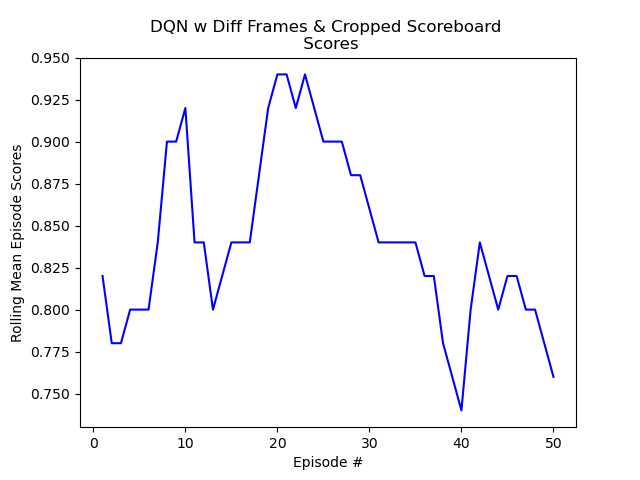 DQN w Diff Frames & Cropped Scoreboard
Scores
Rolling Mean Episode Scores
0.950
0.925
0.900
0.875
0.850
0.825
0.800
0.775
0.750
0 10 20 30 40 50
Episode #